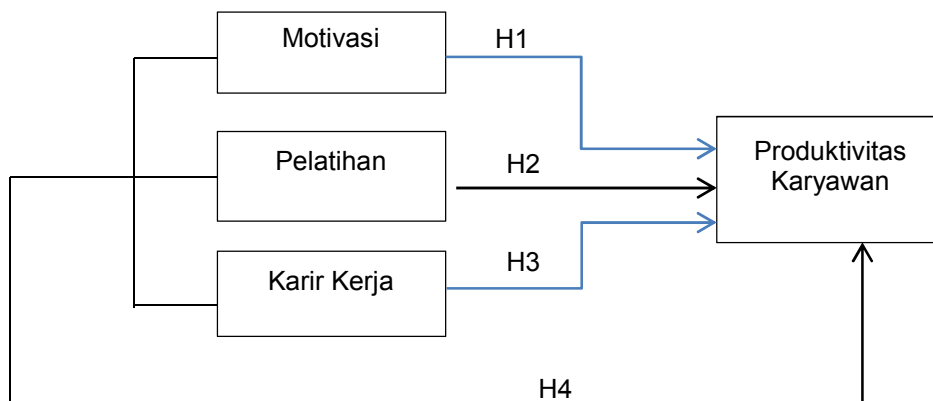 Motivasi
H1
Pelatihan
H2
Produktivitas
Karyawan
Karir Kerja
H3
H4